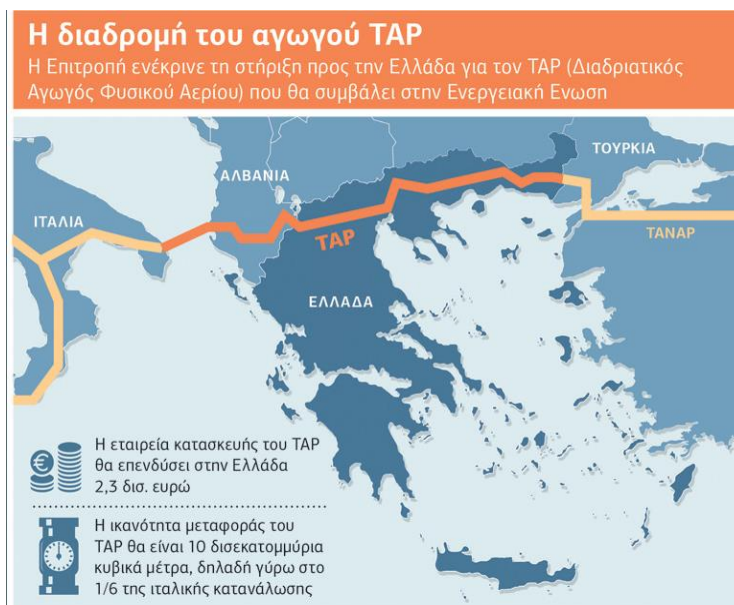 Η διαδρομή του αγωγού TAP
Η Επιτροπή ενέκρινε τη στήριξη προς την Ελλάδα για τον TAP (Διαδριατικός
Αγωγός Φυσικού Αερίου) που θα συμβάλει στην Ενεργειακή Ενωση
ΤΟΥΡΚΙΑ
ΑΛΒΑΝΙΑ
ΙΤΑΛΙΑ
TAP
TANAP
ΕΛΛΑΔΑ
Η εταιρεία κατασκευής του TAP
θα επενδύσει στην Ελλάδα
2,3 δισ. ευρώ
Η ικανότητα μεταφοράς του
TAP θα είναι 10 δισεκατομμύρια
κυβικά μέτρα, δηλαδή γύρω στο
1/6 της ιταλικής κατανάλωσης